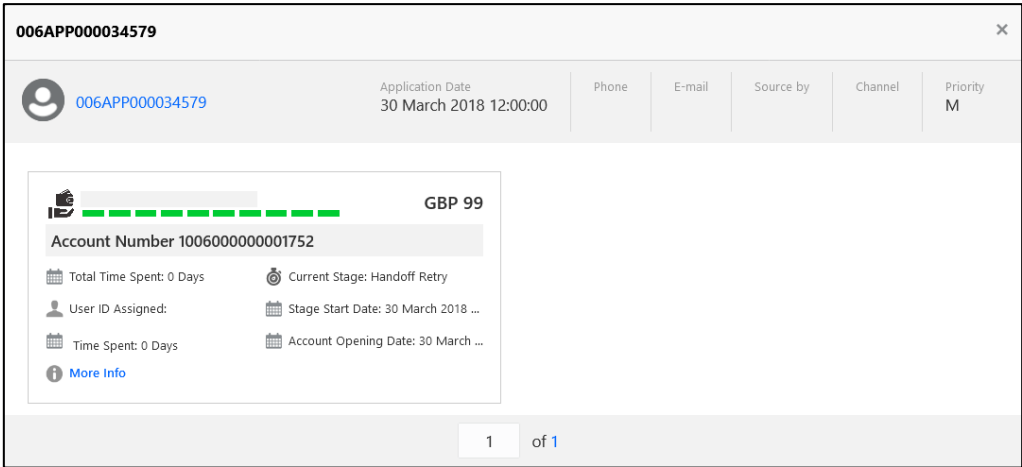 006APP000034579 ×
006APP000034579
Application Date
30 March 2018 12:00:00
Phone
E-mail
Source by
Channel
Priority
M
GBP 99
Account Number 1006000000001752
Total Time Spent: 0 Days
Current Stage: Handoff Retry
User ID Assigned:
Stage Start Date: 30 March 2018 ...
Time Spent: 0 Days
Account Opening Date: 30 March ...
More Info
1 of 1